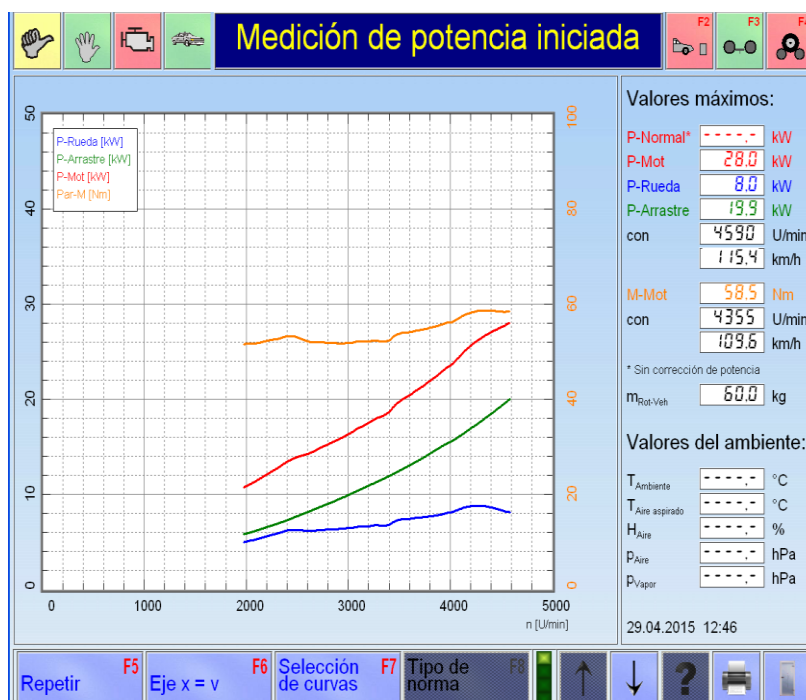 Medición de potencia iniciada
F2
F3
F4
Valores máximos:
P-Normal* ----.- kW
P-Mot 28.0 kW
P-Rueda 8.0 kW
P-Arrastre 19.9 kW
con 4590 U/min
115.4 km/h
M-Mot 58.5 Nm
con 4355 U/min
109.6 km/h
* Sin corrección de potencia
mRot-Veh 60.0 kg
Valores del ambiente:
TAmbiente ----.- °C
TAire aspirado ----.- °C
HAire ----.- %
pAire ----.- hPa
pVapor ----.- hPa
29.04.2015 12:46
P-Rueda [kW]
P-Arrastre [kW]
P-Mot [kW]
Par-M [Nm]
50
40
30
20
10
0
100
80
60
40
20
0
0 1000 2000 3000 4000 5000
n [U/min]
Repetir F5
Eje x = v F6
Selección de curvas F7
Tipo de norma F8
?